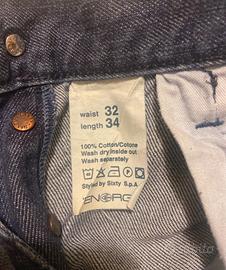 waist 32
length 34
100% Cotton/Cotone
Wash dry inside out
Wash separately
Styled by Sixty S.p.A.
ENERGIE